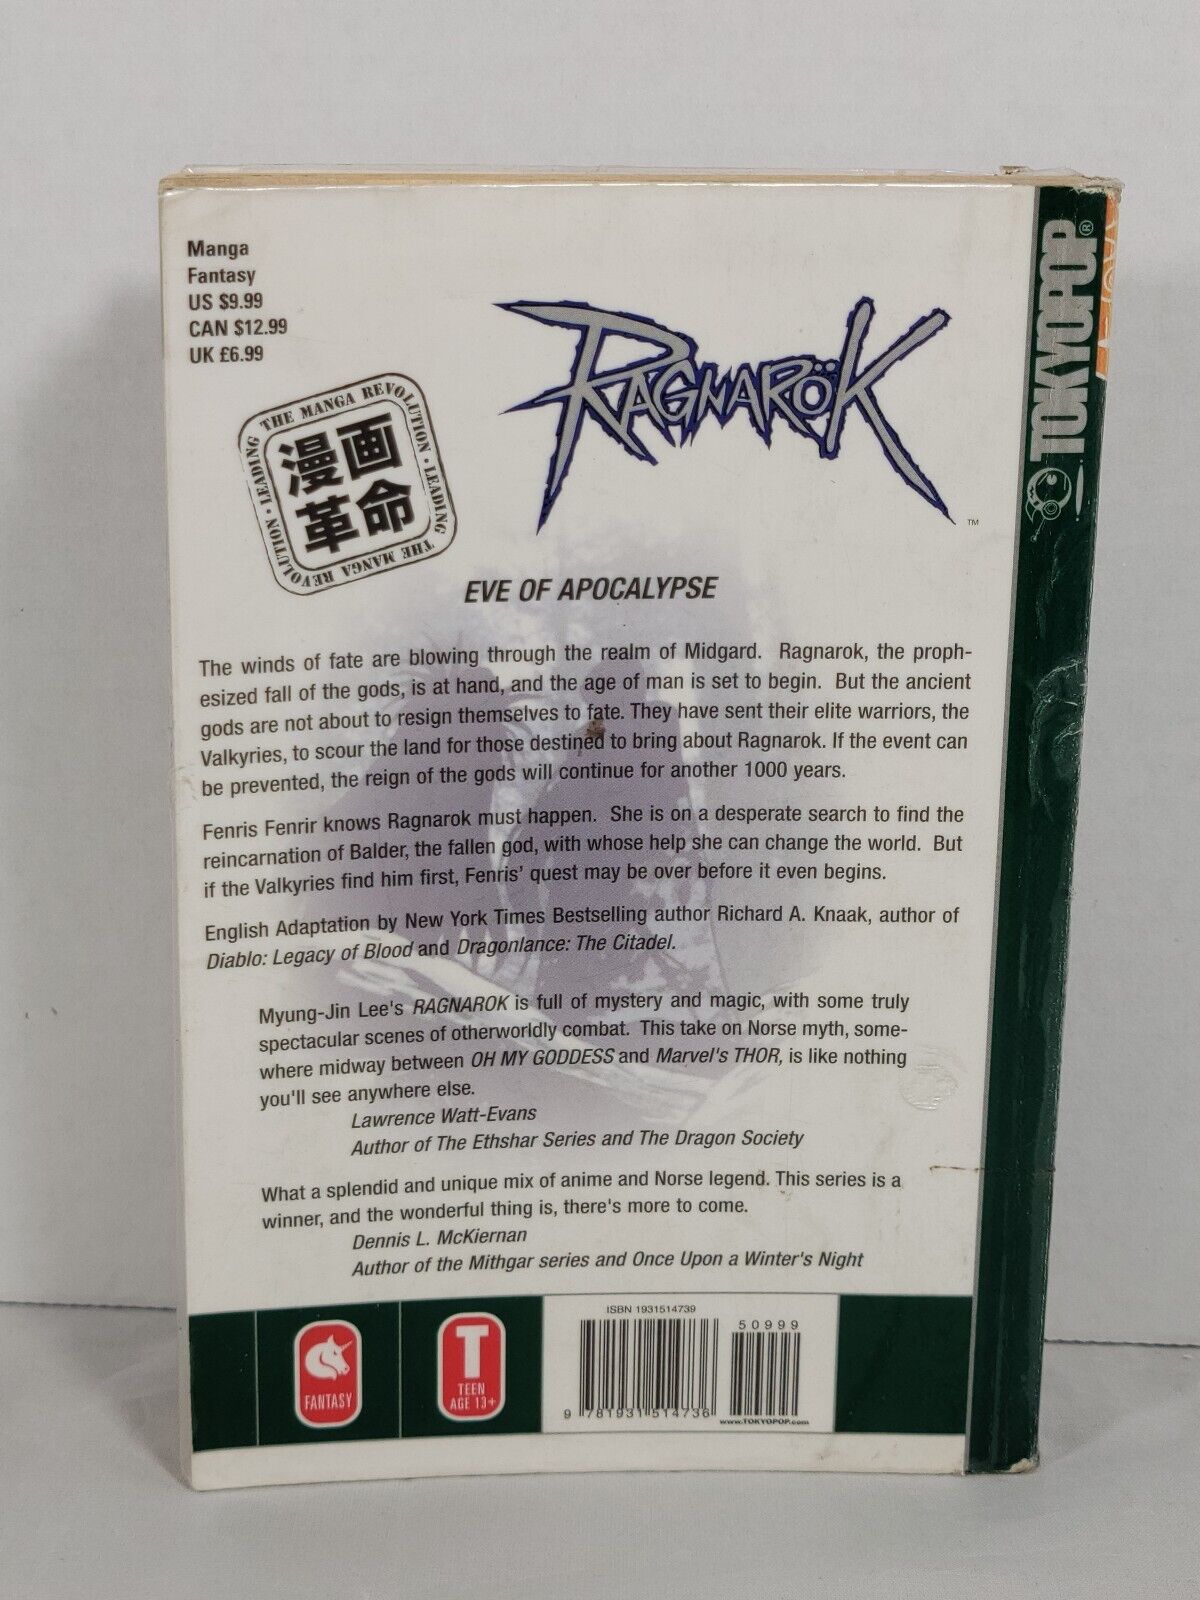 Manga
Fantasy
US $9.99
CAN $12.99
UK £6.99
LEADING THE MANGA REVOLUTION · LEADING THE MANGA REVOLUTION ·
漫画
革命
RAGNARÖK
™
TOKYOPOP®
EVE OF APOCALYPSE
The winds of fate are blowing through the realm of Midgard. Ragnarok, the proph-
esized fall of the gods, is at hand, and the age of man is set to begin. But the ancient
gods are not about to resign themselves to fate. They have sent their elite warriors, the
Valkyries, to scour the land for those destined to bring about Ragnarok. If the event can
be prevented, the reign of the gods will continue for another 1000 years.
Fenris Fenrir knows Ragnarok must happen. She is on a desperate search to find the
reincarnation of Balder, the fallen god, with whose help she can change the world. But
if the Valkyries find him first, Fenris' quest may be over before it even begins.
English Adaptation by New York Times Bestselling author Richard A. Knaak, author of
Diablo: Legacy of Blood and Dragonlance: The Citadel.
Myung-Jin Lee's RAGNAROK is full of mystery and magic, with some truly
spectacular scenes of otherworldly combat. This take on Norse myth, some-
where midway between OH MY GODDESS and Marvel's THOR, is like nothing
you'll see anywhere else.
Lawrence Watt-Evans
Author of The Ethshar Series and The Dragon Society
What a splendid and unique mix of anime and Norse legend. This series is a
winner, and the wonderful thing is, there's more to come.
Dennis L. McKiernan
Author of the Mithgar series and Once Upon a Winter's Night
FANTASY
T
TEEN
AGE 13+
ISBN 1931514739
50999
9 781931 514736
www.TOKYOPOP.com